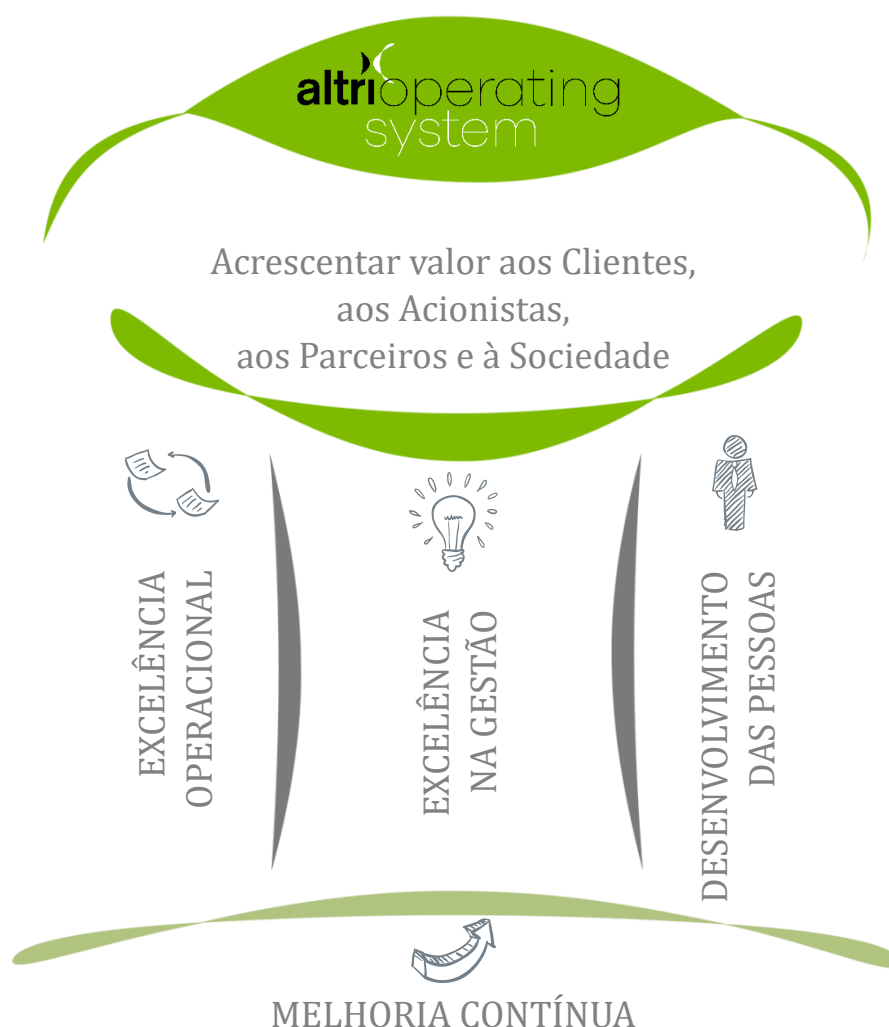 altri operating
system
Acrescentar valor aos Clientes,
aos Acionistas,
aos Parceiros e à Sociedade
EXCELÊNCIA
OPERACIONAL
EXCELÊNCIA
NA GESTÃO
DESENVOLVIMENTO
DAS PESSOAS
MELHORIA CONTÍNUA